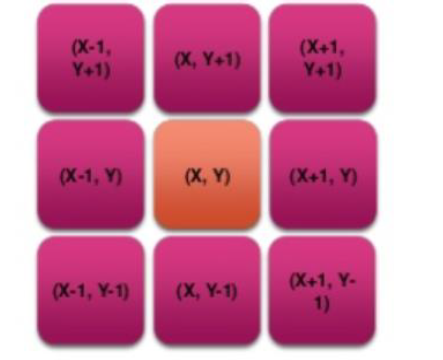 (X-1,
Y+1)
(X, Y+1)
(X+1,
Y+1)
(X-1, Y)
(X, Y)
(X+1, Y)
(X-1, Y-1)
(X, Y-1)
(X+1, Y-
1)